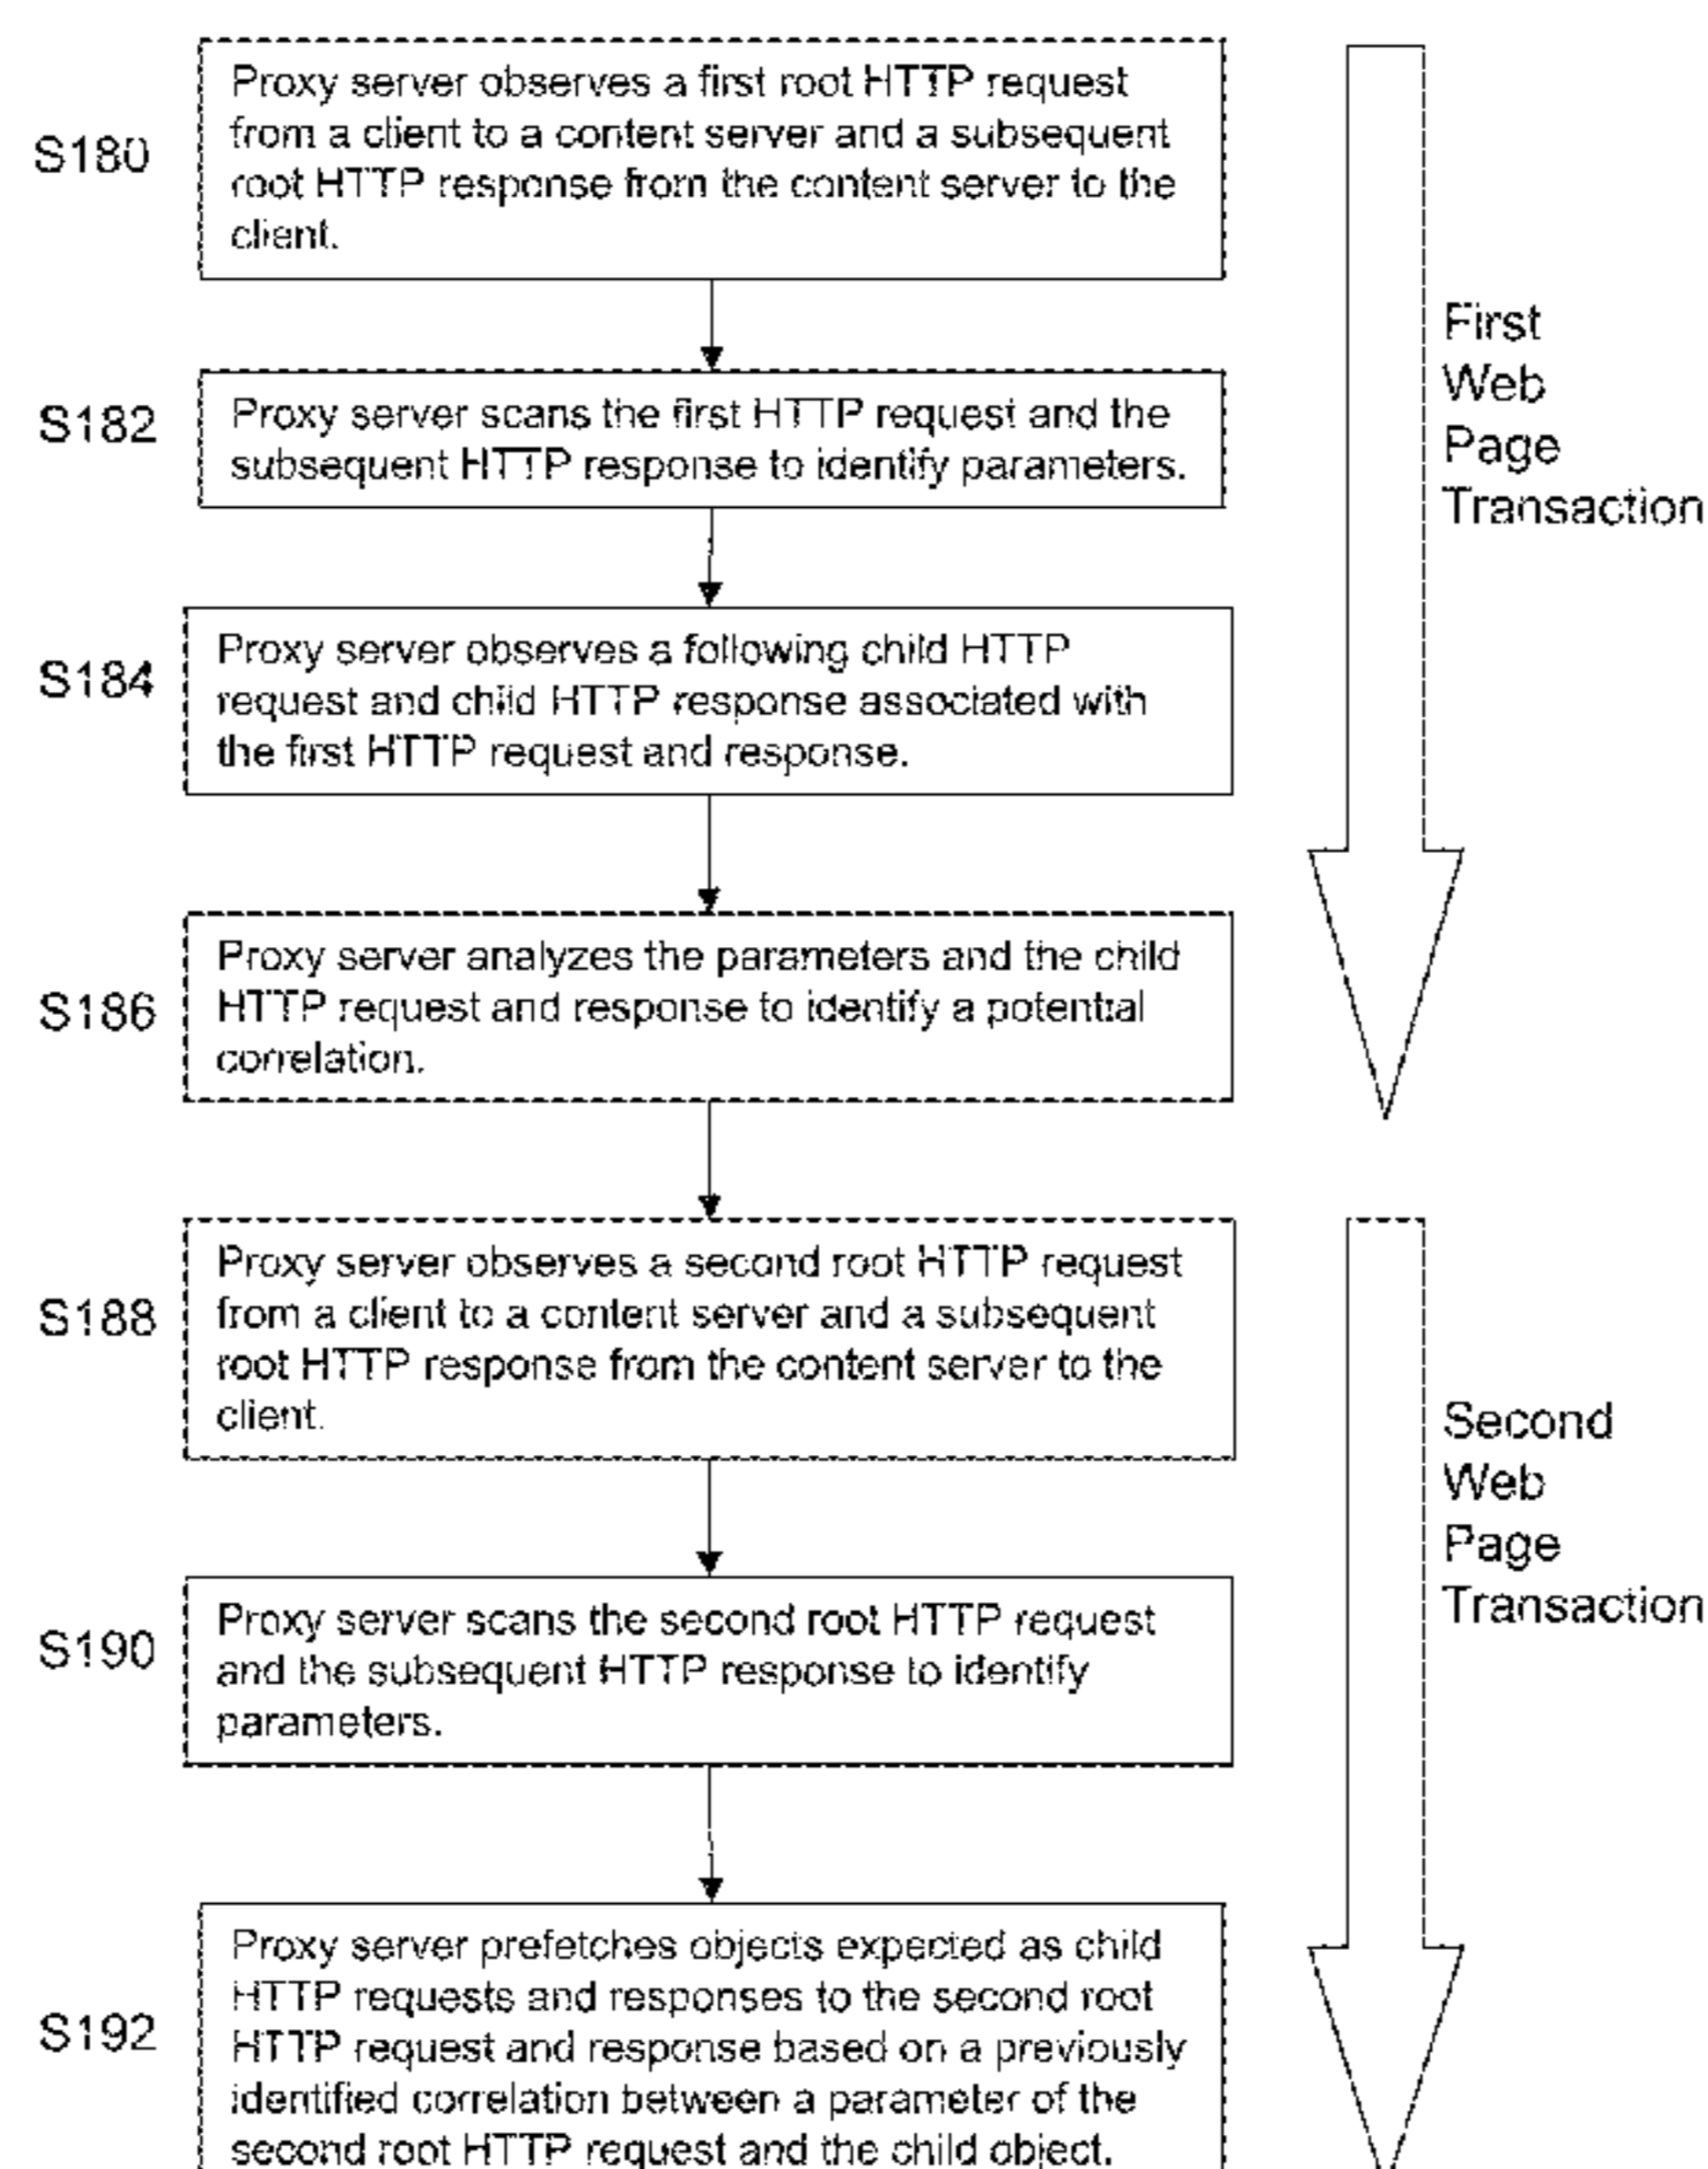 S180
Proxy server observes a first root HTTP request
from a client to a content server and a subsequent
root HTTP response from the content server to the
client.
S182
Proxy server scans the first HTTP request and the
subsequent HTTP response to identify parameters.
First
Web
Page
Transaction
S184
Proxy server observes a following child HTTP
request and child HTTP response associated with
the first HTTP request and response.
S186
Proxy server analyzes the parameters and the child
HTTP request and response to identify a potential
correlation.
S188
Proxy server observes a second root HTTP request
from a client to a content server and a subsequent
root HTTP response from the content server to the
client.
S190
Proxy server scans the second root HTTP request
and the subsequent HTTP response to identify
parameters.
Second
Web
Page
Transaction
S192
Proxy server prefetches objects expected as child
HTTP requests and responses to the second root
HTTP request and response based on a previously
identified correlation between a parameter of the
second root HTTP request and the child object.